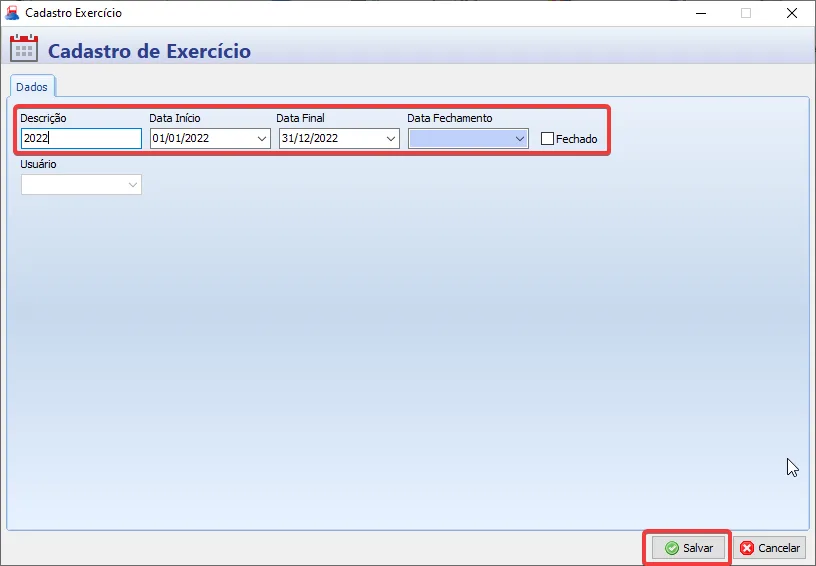 Cadastro Exercício
Cadastro de Exercício
Dados
Descrição Data Início Data Final Data Fechamento
2022 01/01/2022 31/12/2022 Fechado
Usuário
Salvar Cancelar